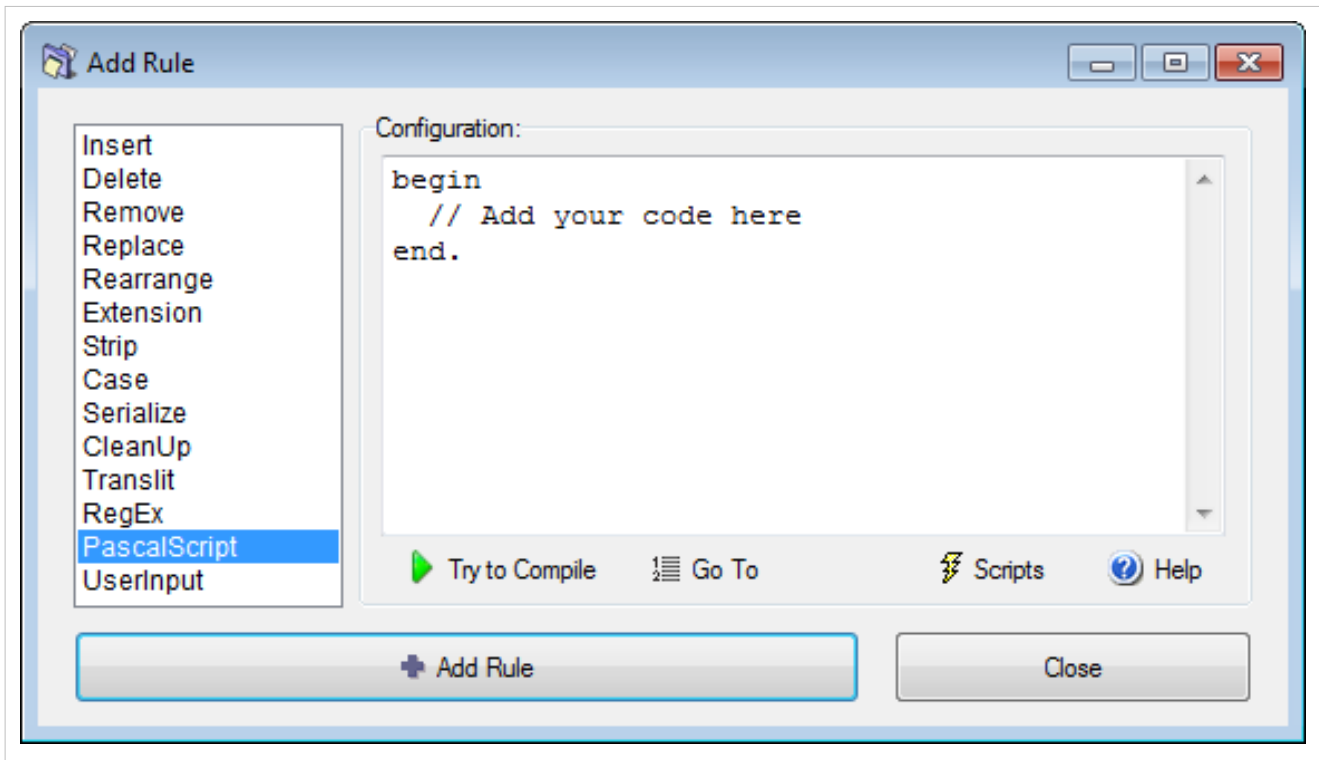 Add Rule
Insert
Delete
Remove
Replace
Rearrange
Extension
Strip
Case
Serialize
CleanUp
Translit
RegEx
PascalScript
UserInput
Configuration:
begin
  // Add your code here
end.
Try to Compile
Go To
Scripts
Help
Add Rule
Close